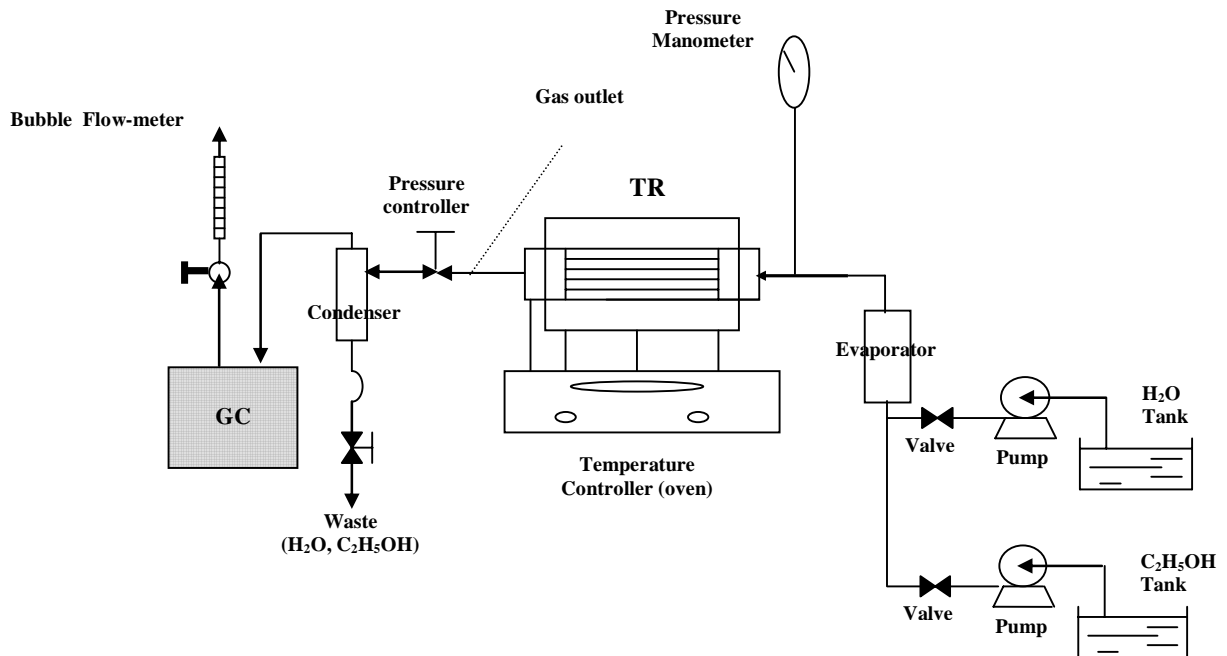 Pressure
Manometer
Gas outlet
Bubble Flow-meter
TR
Pressure
controller
Condenser
Evaporator
GC
H₂O
Tank
Valve
Pump
Temperature
Controller (oven)
Waste
(H₂O, C₂H₅OH)
C₂H₅OH
Tank
Valve
Pump